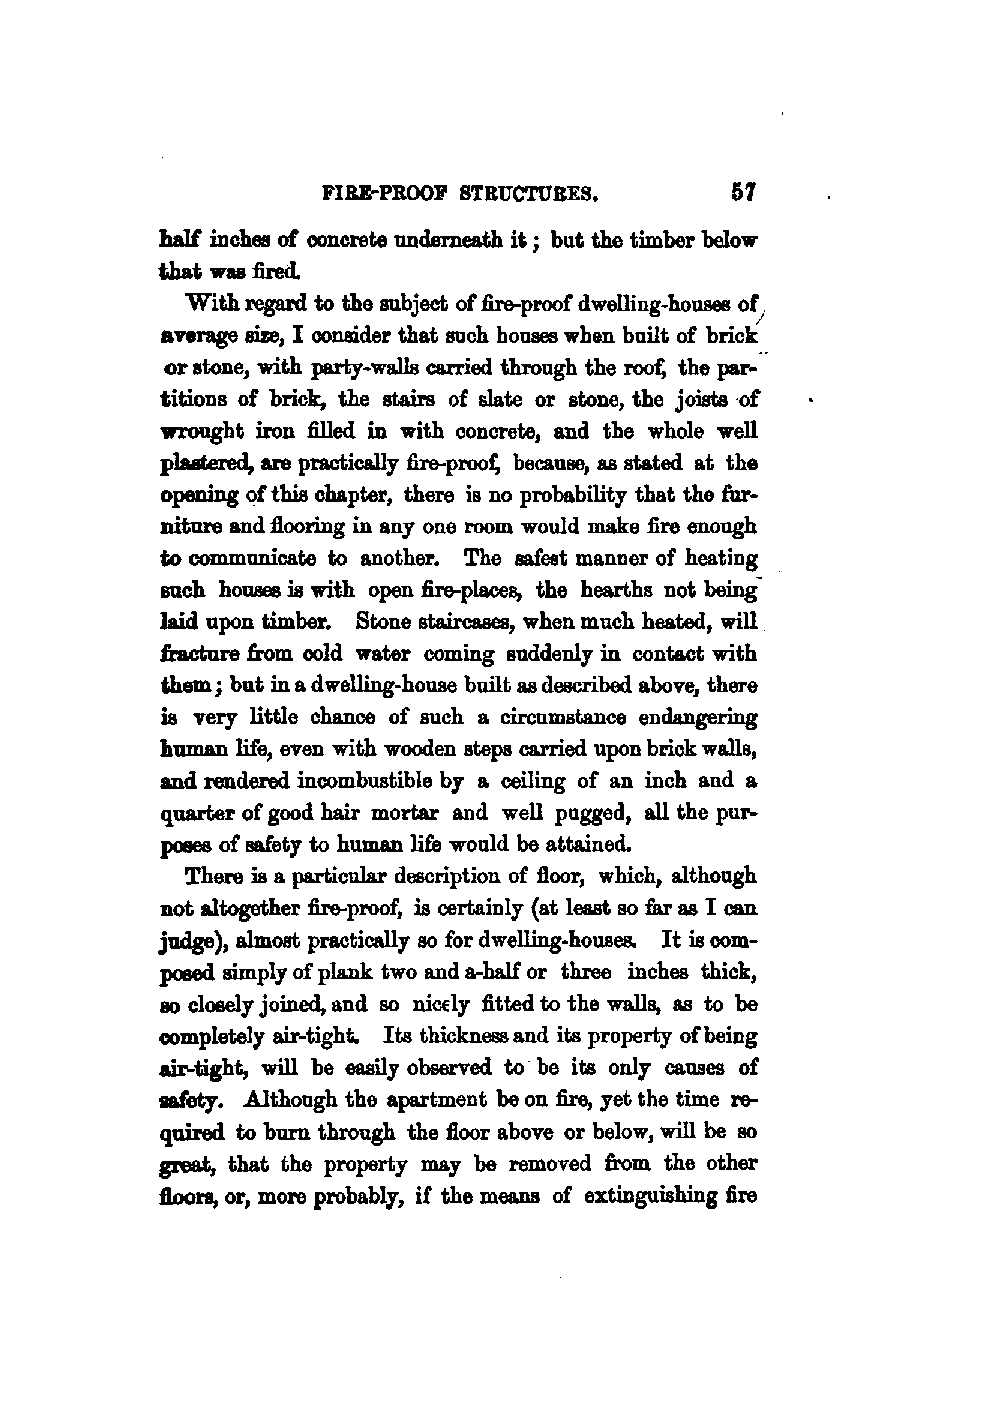 FIRE-PROOF STRUCTURES. 57
half inches of concrete underneath it; but the timber below
that was fired.
With regard to the subject of fire-proof dwelling-houses of
average size, I consider that such houses when built of brick
or stone, with party-walls carried through the roof, the par-
titions of brick, the stairs of slate or stone, the joists of
wrought iron filled in with concrete, and the whole well
plastered, are practically fire-proof, because, as stated at the
opening of this chapter, there is no probability that the fur-
niture and flooring in any one room would make fire enough
to communicate to another. The safest manner of heating
such houses is with open fire-places, the hearths not being
laid upon timber. Stone staircases, when much heated, will
fracture from cold water coming suddenly in contact with
them; but in a dwelling-house built as described above, there
is very little chance of such a circumstance endangering
human life, even with wooden steps carried upon brick walls,
and rendered incombustible by a ceiling of an inch and a
quarter of good hair mortar and well pugged, all the pur-
poses of safety to human life would be attained.
There is a particular description of floor, which, although
not altogether fire-proof, is certainly (at least so far as I can
judge), almost practically so for dwelling-houses. It is com-
posed simply of plank two and a-half or three inches thick,
so closely joined, and so nicely fitted to the walls, as to be
completely air-tight. Its thickness and its property of being
air-tight, will be easily observed to be its only causes of
safety. Although the apartment be on fire, yet the time re-
quired to burn through the floor above or below, will be so
great, that the property may be removed from the other
floors, or, more probably, if the means of extinguishing fire